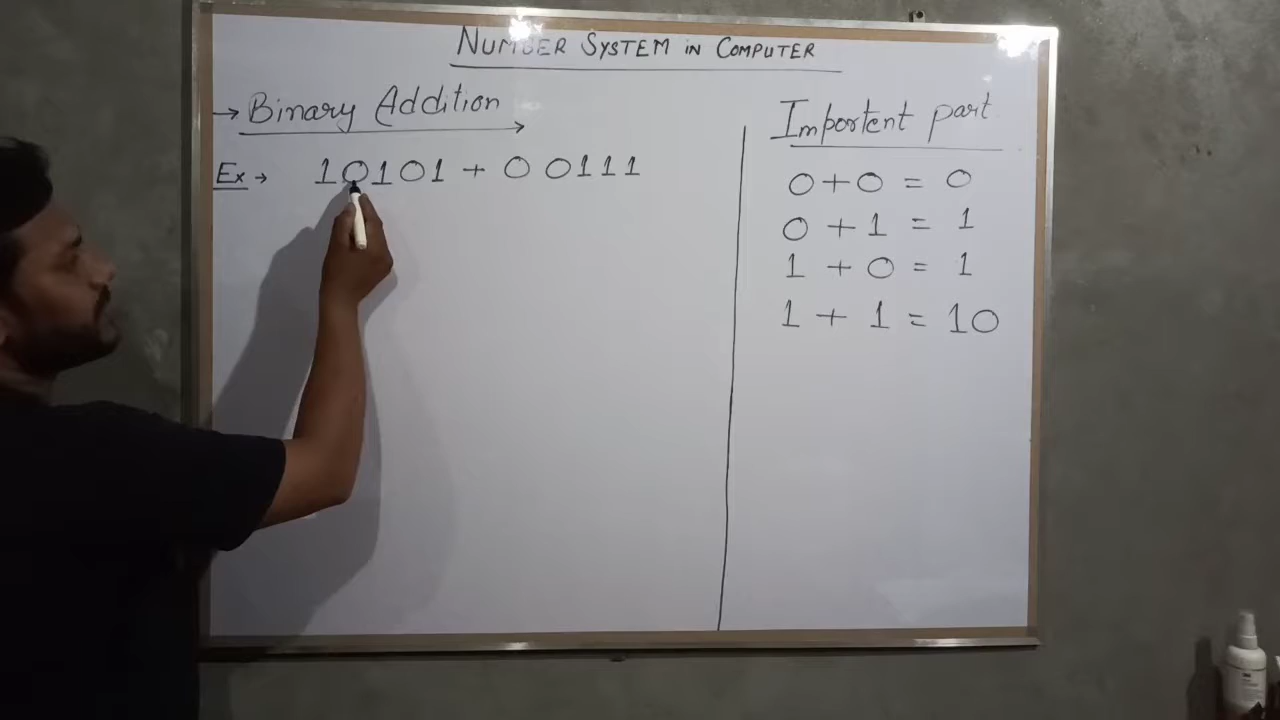 NUMBER SYSTEM IN COMPUTER
→ Binary Addition
Ex → 10101 + 00111
Importent part
0 + 0 = 0
0 + 1 = 1
1 + 0 = 1
1 + 1 = 10